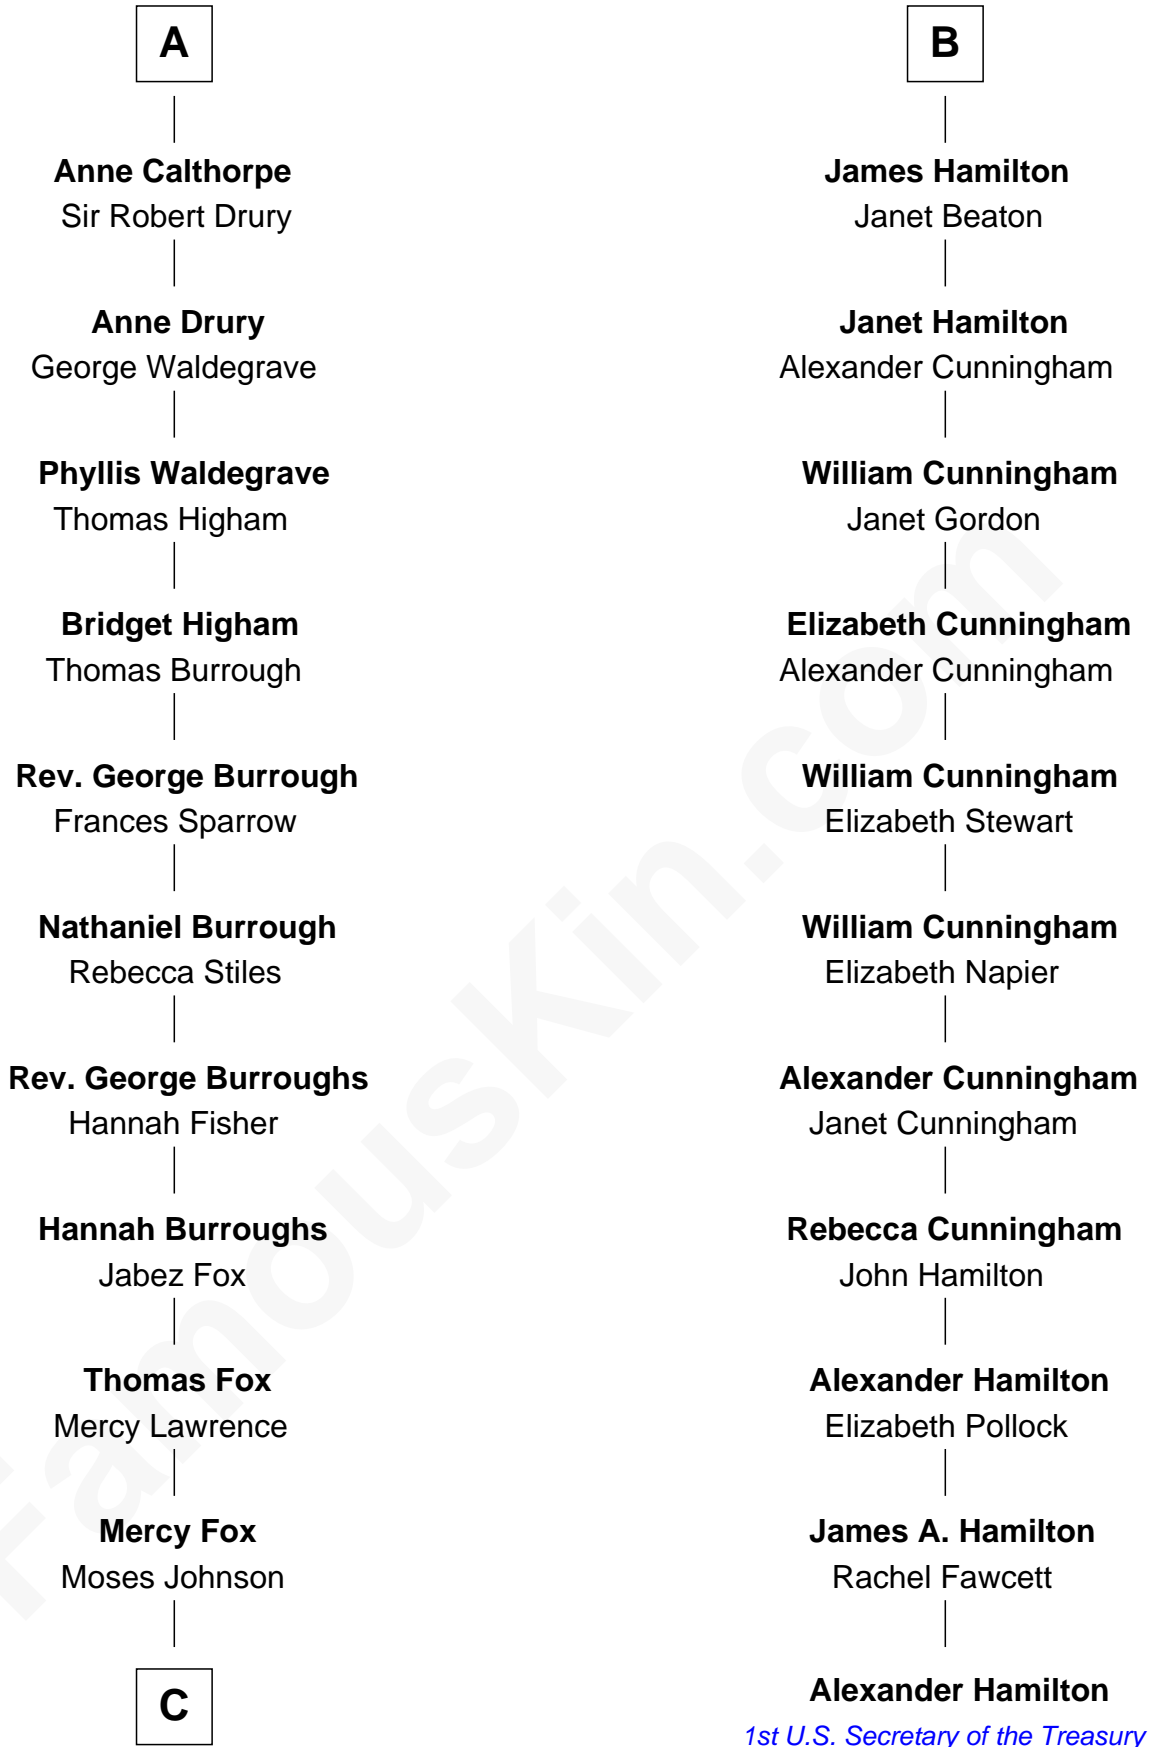 A
Anne Calthorpe
Sir Robert Drury
Anne Drury
George Waldegrave
Phyllis Waldegrave
Thomas Higham
Bridget Higham
Thomas Burrough
Rev. George Burrough
Frances Sparrow
Nathaniel Burrough
Rebecca Stiles
Rev. George Burroughs
Hannah Fisher
Hannah Burroughs
Jabez Fox
Thomas Fox
Mercy Lawrence
Mercy Fox
Moses Johnson
C
B
James Hamilton
Janet Beaton
Janet Hamilton
Alexander Cunningham
William Cunningham
Janet Gordon
Elizabeth Cunningham
Alexander Cunningham
William Cunningham
Elizabeth Stewart
William Cunningham
Elizabeth Napier
Alexander Cunningham
Janet Cunningham
Rebecca Cunningham
John Hamilton
Alexander Hamilton
Elizabeth Pollock
James A. Hamilton
Rachel Fawcett
Alexander Hamilton
1st U.S. Secretary of the Treasury
FamousKin.com